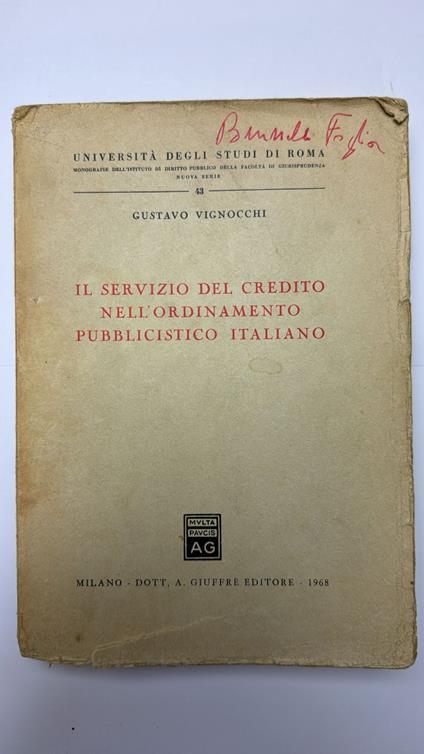 UNIVERSITÀ DEGLI STUDI DI ROMA
MONOGRAFIE DELL'ISTITUTO DI DIRITTO PUBBLICO DELLA FACOLTÀ DI GIURISPRUDENZA
NUOVA SERIE
43
GUSTAVO VIGNOCCHI
IL SERVIZIO DEL CREDITO
NELL'ORDINAMENTO
PUBBLICISTICO ITALIANO
MVLTA
PAVCIS
AG
MILANO - DOTT. A. GIUFFRÈ EDITORE - 1968